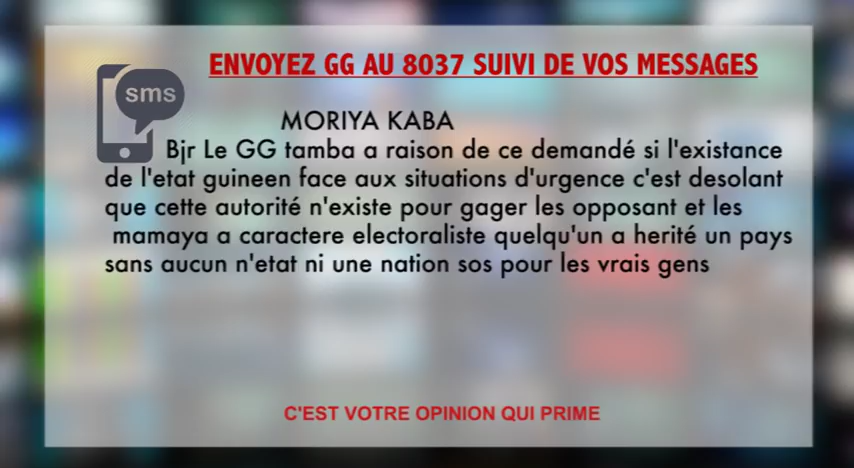 ENVOYEZ GG AU 8037 SUIVI DE VOS MESSAGES
sms
MORIYA KABA
Bjr Le GG tamba a raison de ce demandé si l'existance
de l'etat guineen face aux situations d'urgence c'est desolant
que cette autorité n'existe pour gager les opposant et les
mamaya a caractere electoraliste quelqu'un a herité un pays
sans aucun n'etat ni une nation sos pour les vrais gens
C'EST VOTRE OPINION QUI PRIME